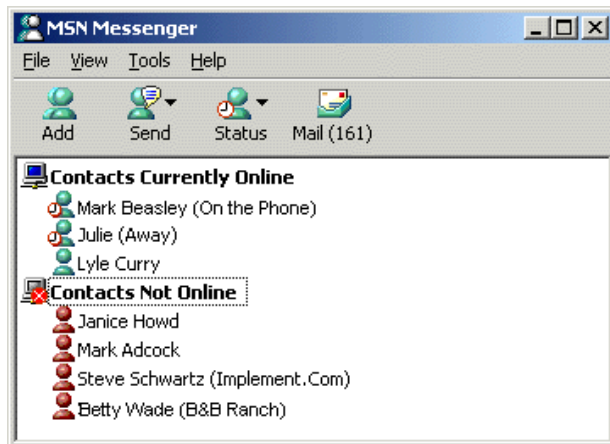 MSN Messenger
File View Tools Help
Add Send Status Mail (161)
Contacts Currently Online
Mark Beasley (On the Phone)
Julie (Away)
Lyle Curry
Contacts Not Online
Janice Howd
Mark Adcock
Steve Schwartz (Implement.Com)
Betty Wade (B&B Ranch)